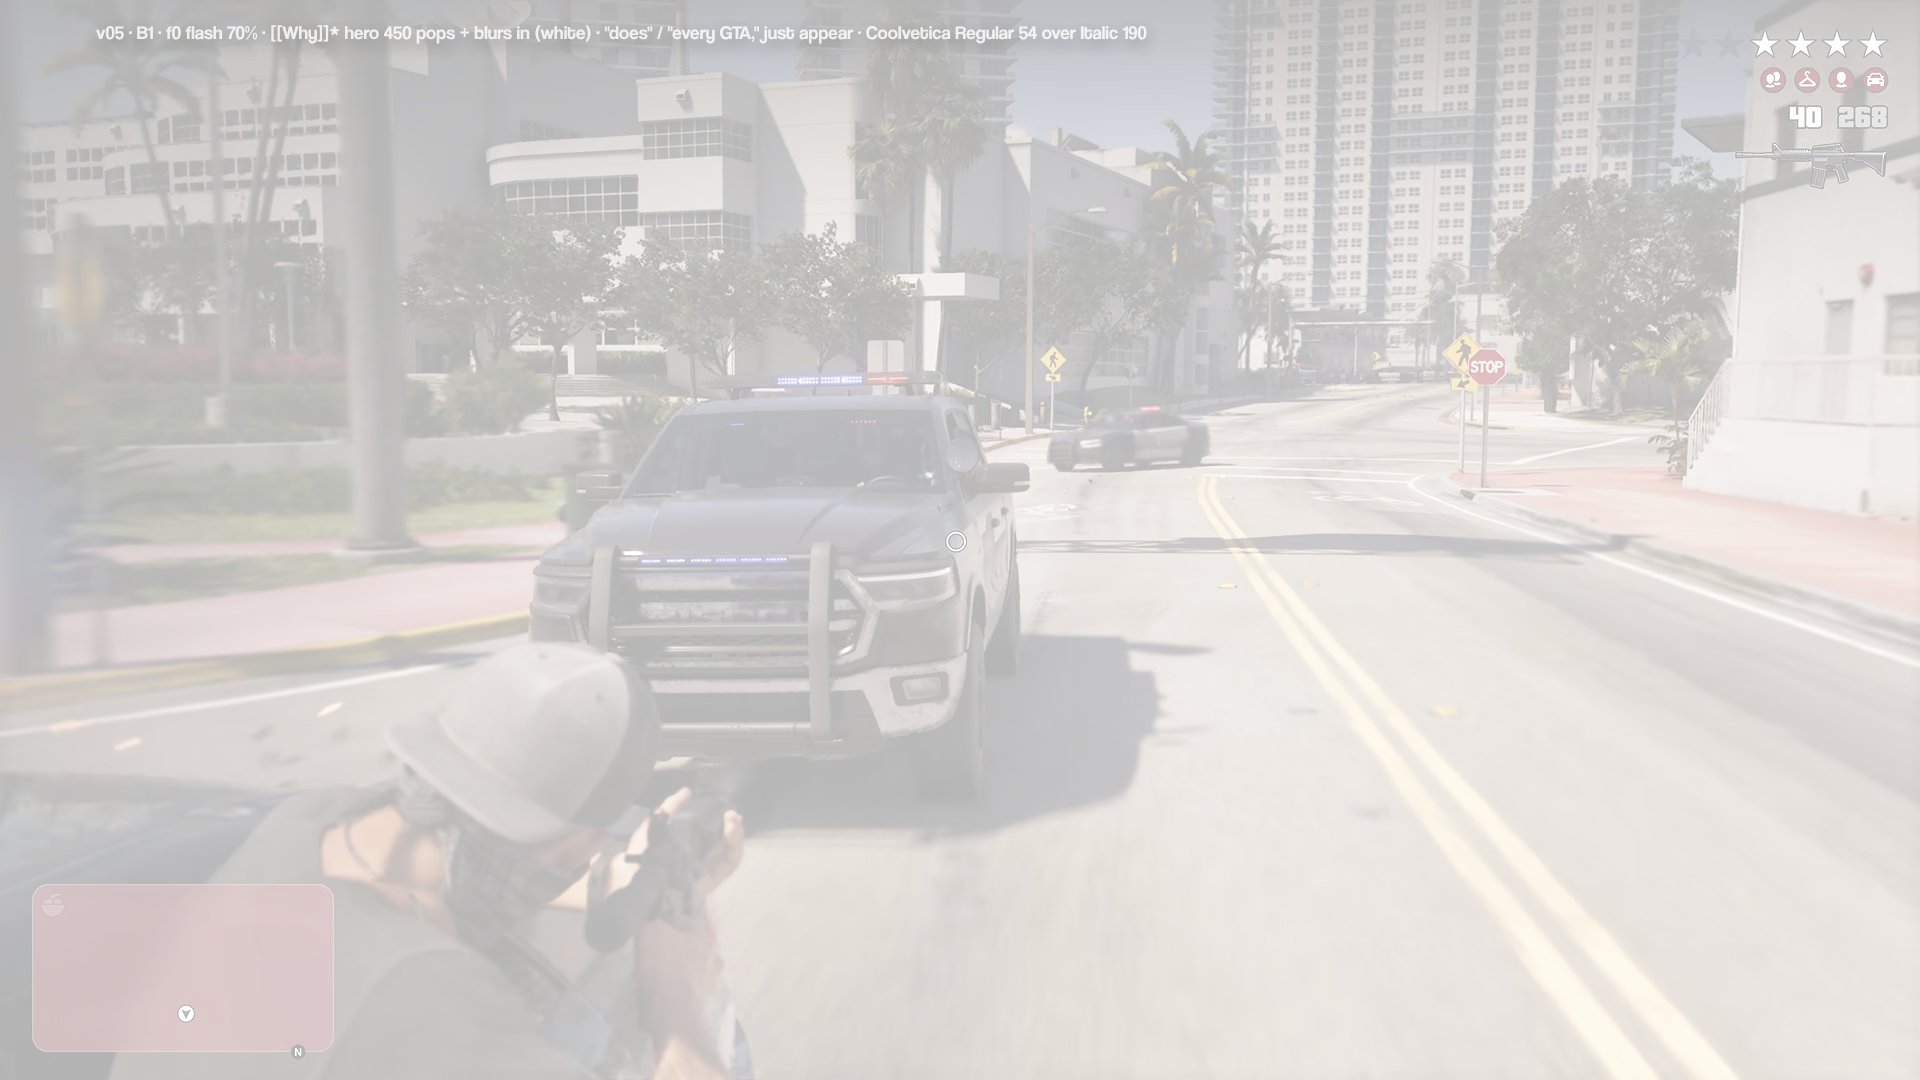 v05 · B1 · f0 flash 70% · [[Why]]* hero 450 pops + blurs in (white) · "does" / "every GTA," just appear · Coolvetica Regular 54 over Italic 190
40 268
STOP
N